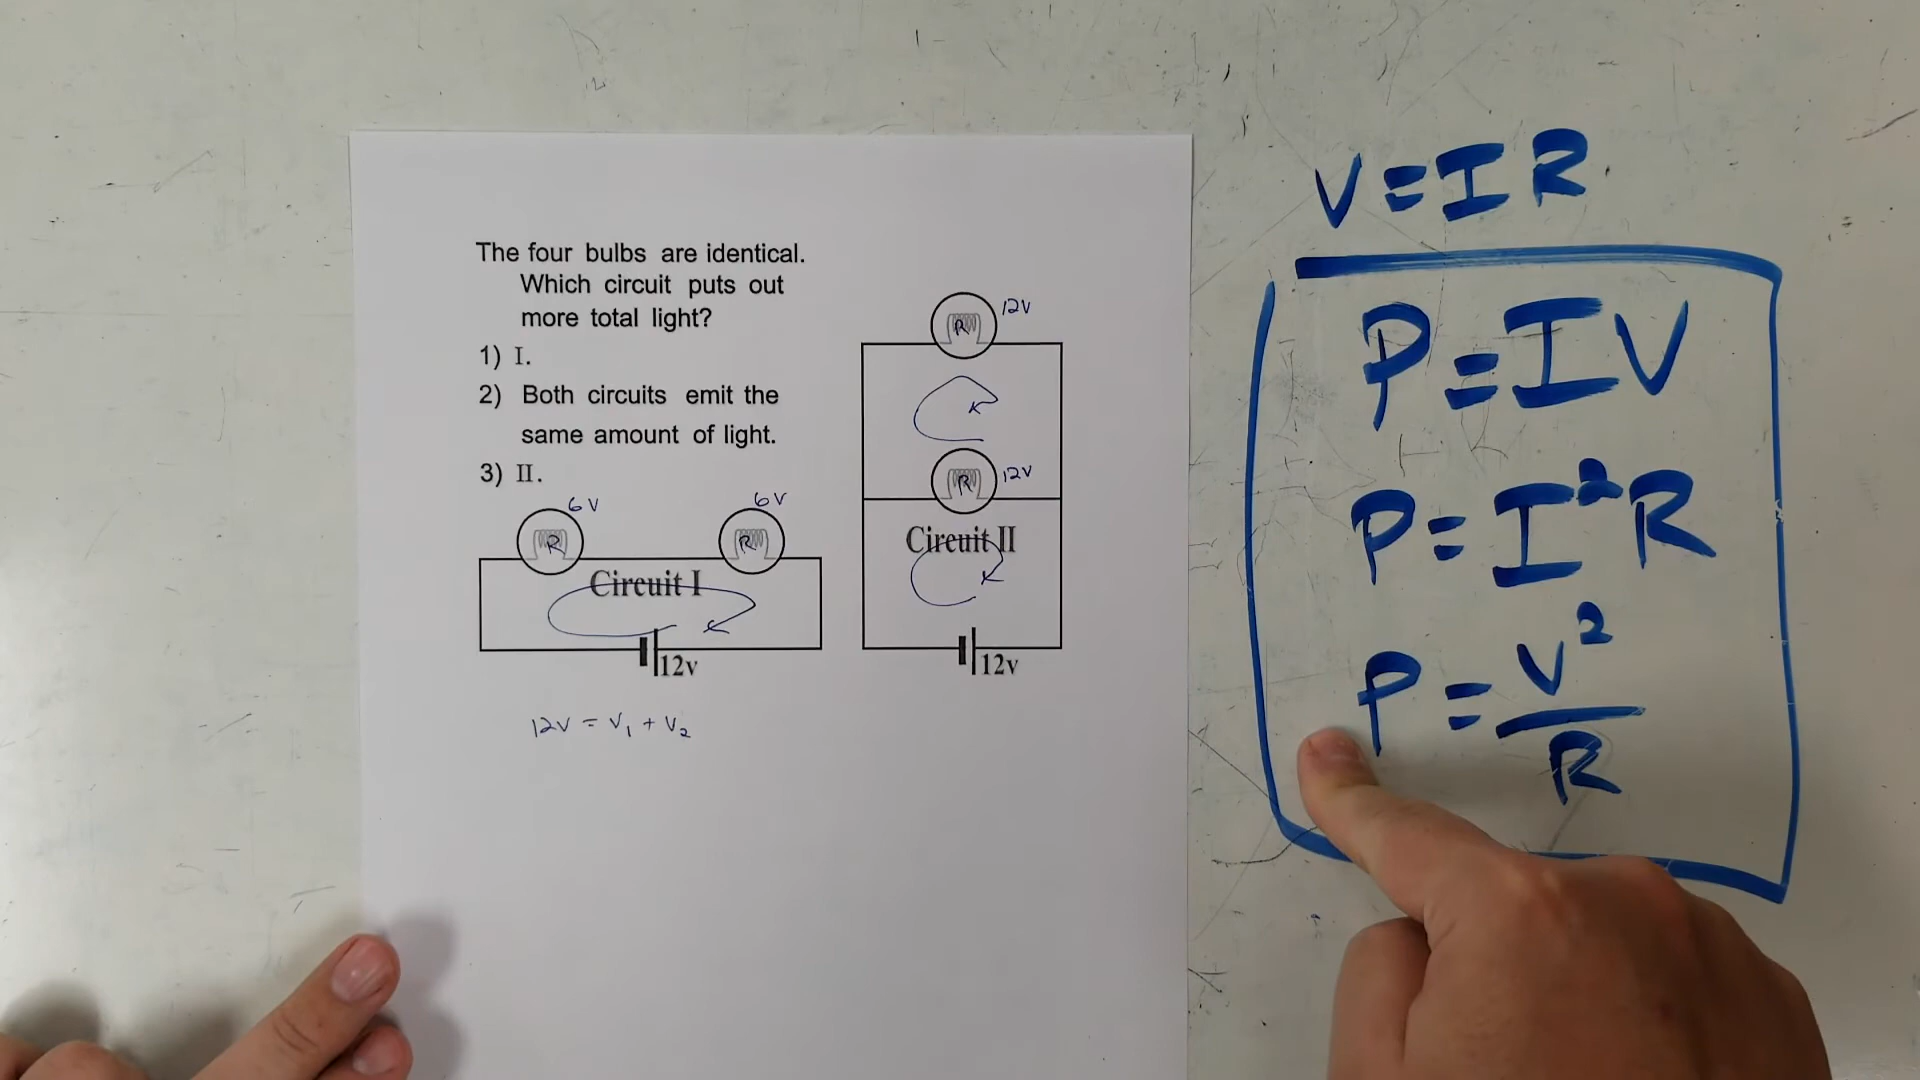 The four bulbs are identical.
Which circuit puts out
more total light?
1) I.
2) Both circuits emit the
same amount of light.
3) II.
6V
6V
R
R
Circuit I
12v
12V = V₁ + V₂
12V
R
12V
R
Circuit II
12v
V = IR
P = IV
P = I²R
P = V²/R